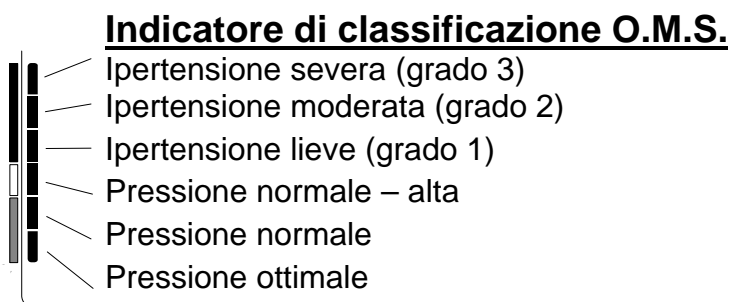 Indicatore di classificazione O.M.S.
Ipertensione severa (grado 3)
Ipertensione moderata (grado 2)
Ipertensione lieve (grado 1)
Pressione normale – alta
Pressione normale
Pressione ottimale